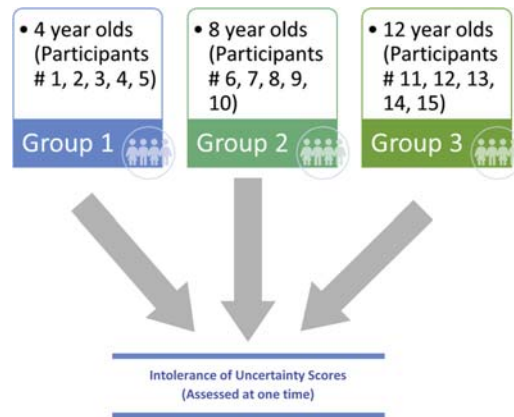 • 4 year olds
(Participants
# 1, 2, 3, 4, 5)
Group 1
• 8 year olds
(Participants
# 6, 7, 8, 9,
10)
Group 2
• 12 year olds
(Participants
# 11, 12, 13,
14, 15)
Group 3
Intolerance of Uncertainty Scores
(Assessed at one time)